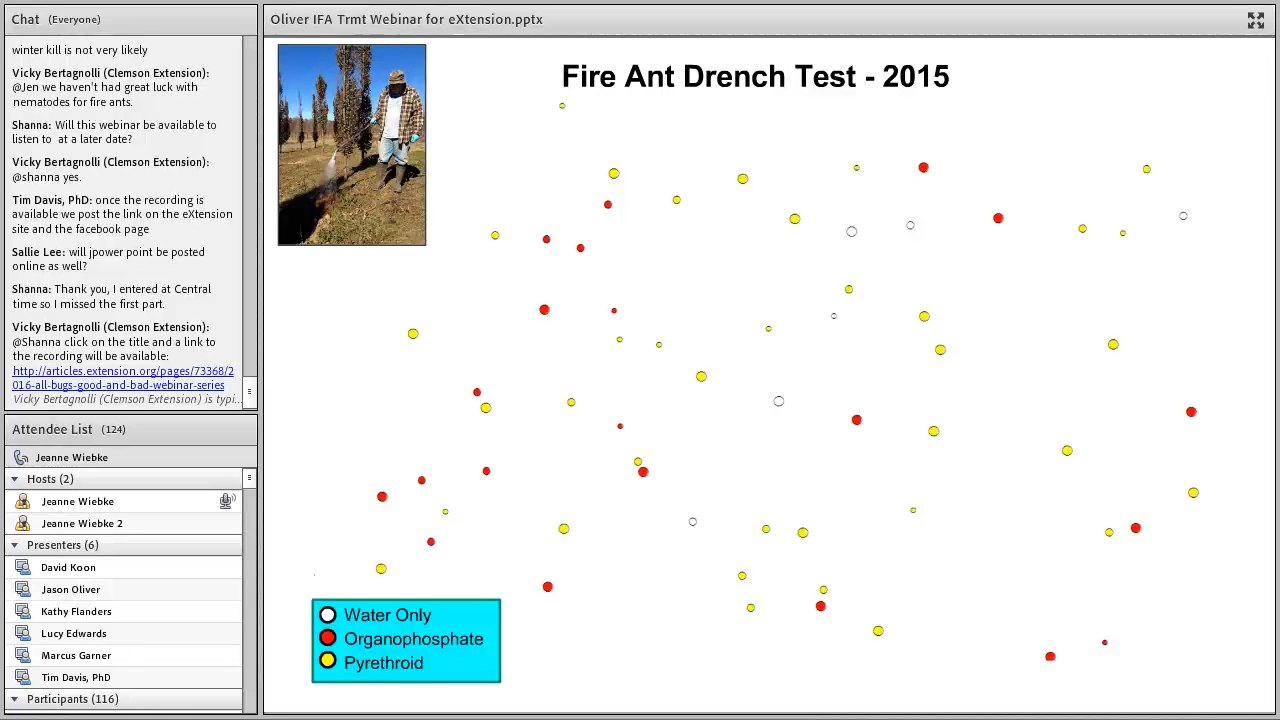 Chat (Everyone)
winter kill is not very likely
Vicky Bertagnolli (Clemson Extension):
@Jere we haven't had great luck with
nemotodes for fire ants.
Shanna: Will this webinar be available to
listen to at a later date?
Vicky Bertagnolli (Clemson Extension):
@shanna yes.
Tim Davis, PhD: once the recording is
available we post the link on the eXtension
site and the facebook page
Sallie Lee: will jpower point be posted
online as well?
Shanna: Thank you, I entered at Central
time so I missed the first part.
Vicky Bertagnolli (Clemson Extension):
@Shanna click on the title and a link to
the recording will be available:
http://articles.extension.org/pages/73368/2
016-all-bugs-good-and-bad-webinar-series
Vicky Bertagnolli (Clemson Extension) is typi...
Attendee List (124)
Jeanne Wiebke
Hosts (2)
Jeanne Wiebke
Jeanne Wiebke 2
Presenters (6)
David Koon
Jason Oliver
Kathy Flanders
Lucy Edwards
Marcus Garner
Tim Davis, PhD
Participants (116)
Oliver IFA Trmt Webinar for eXtension.pptx
Fire Ant Drench Test - 2015
Water Only
Organophosphate
Pyrethroid